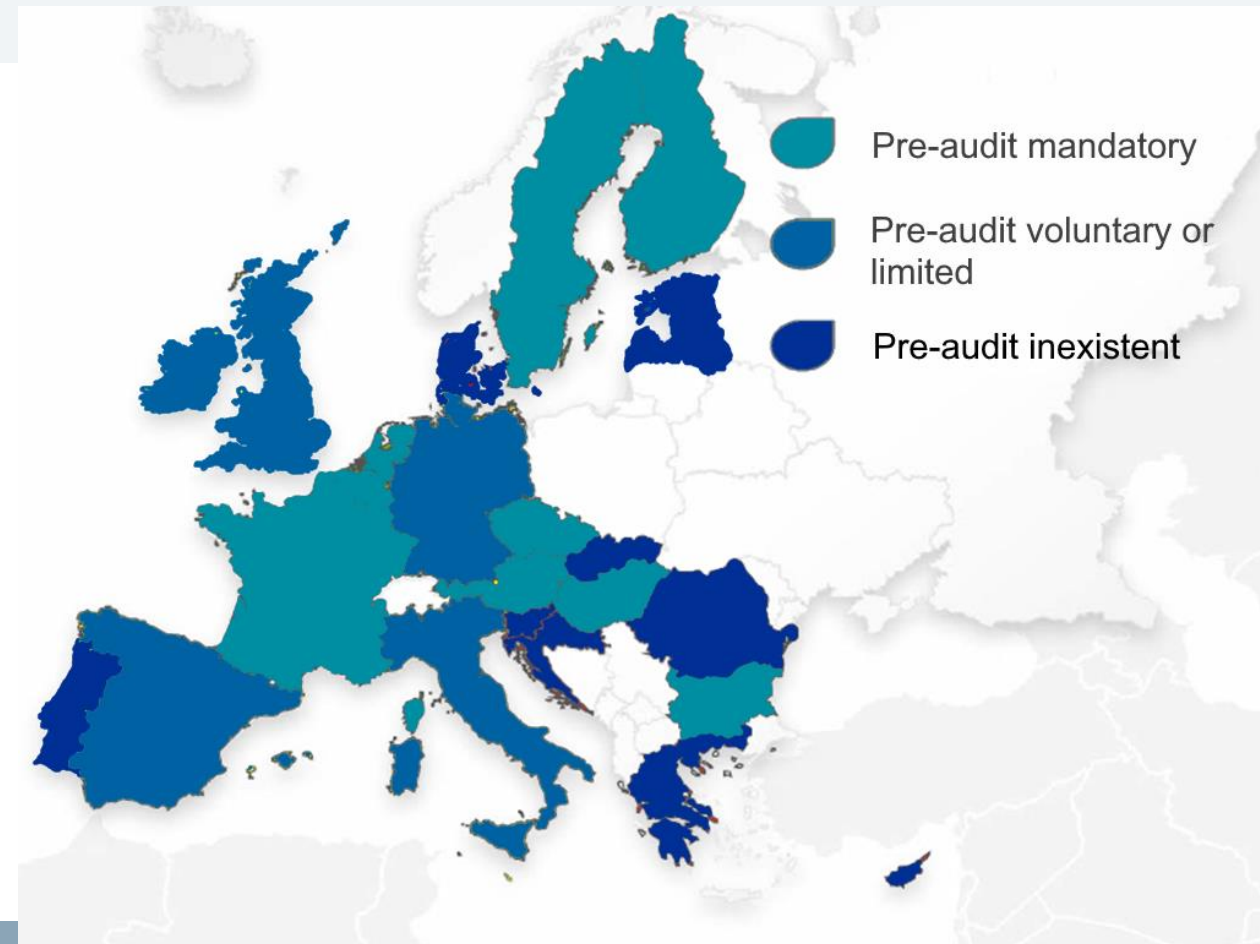 Pre-audit mandatory
Pre-audit voluntary or
limited
Pre-audit inexistent